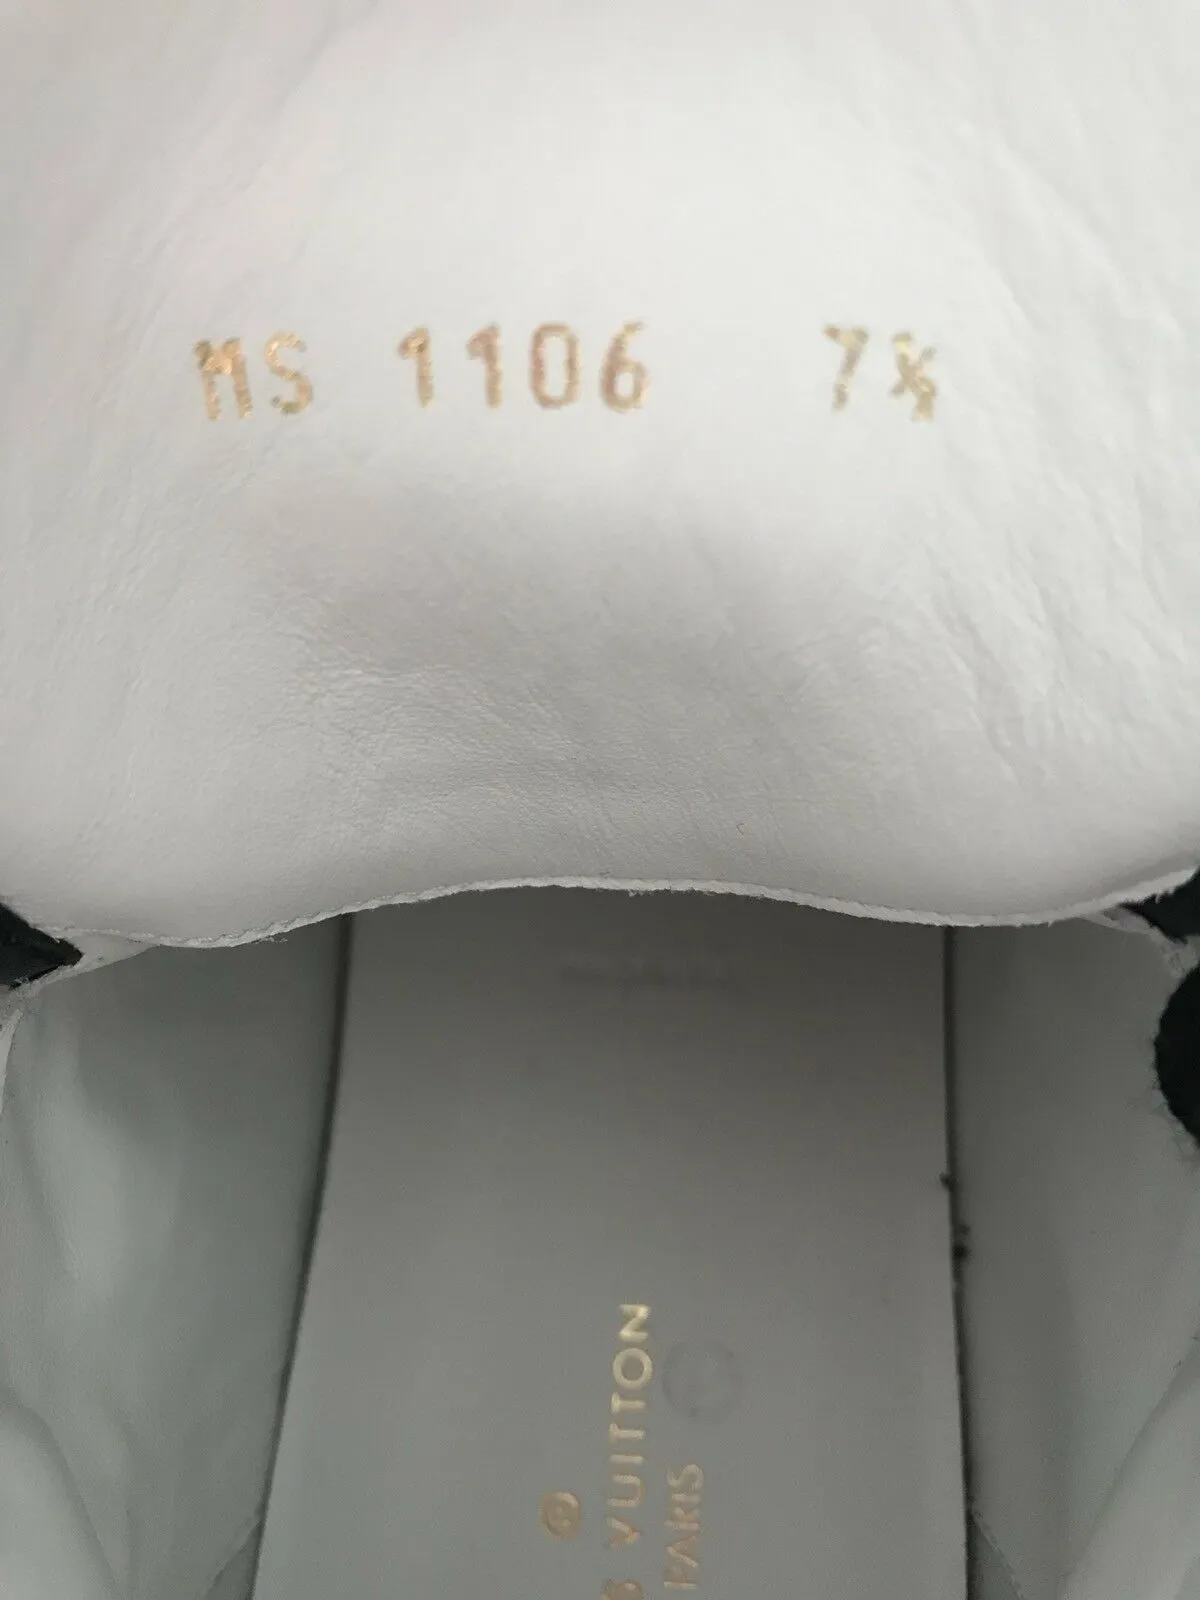 MS 1106 7½
®
S VUITTON
PARIS